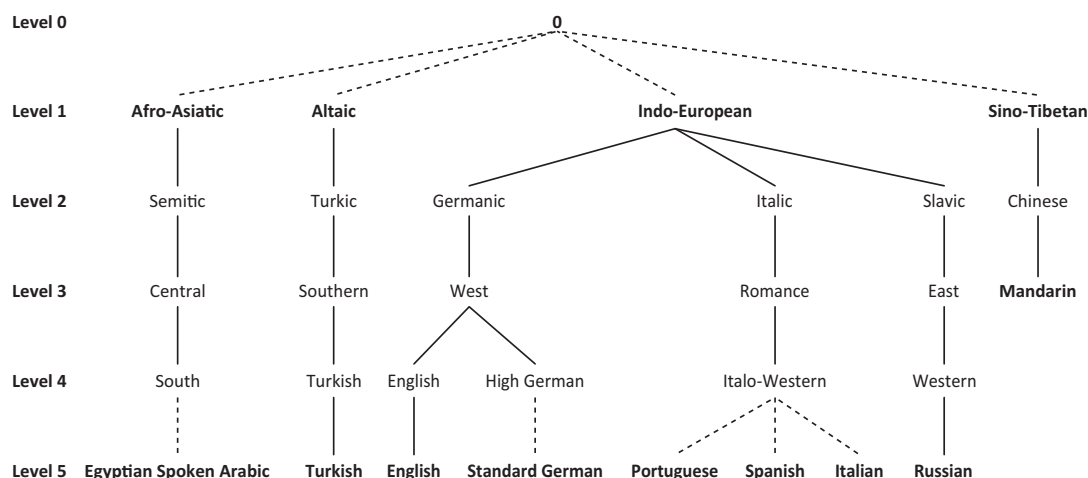 Level 0 0
Level 1 Afro-Asiatic Altaic Indo-European Sino-Tibetan
Level 2 Semitic Turkic Germanic Italic Slavic Chinese
Level 3 Central Southern West Romance East Mandarin
Level 4 South Turkish English High German Italo-Western Western
Level 5 Egyptian Spoken Arabic Turkish English Standard German Portuguese Spanish Italian Russian